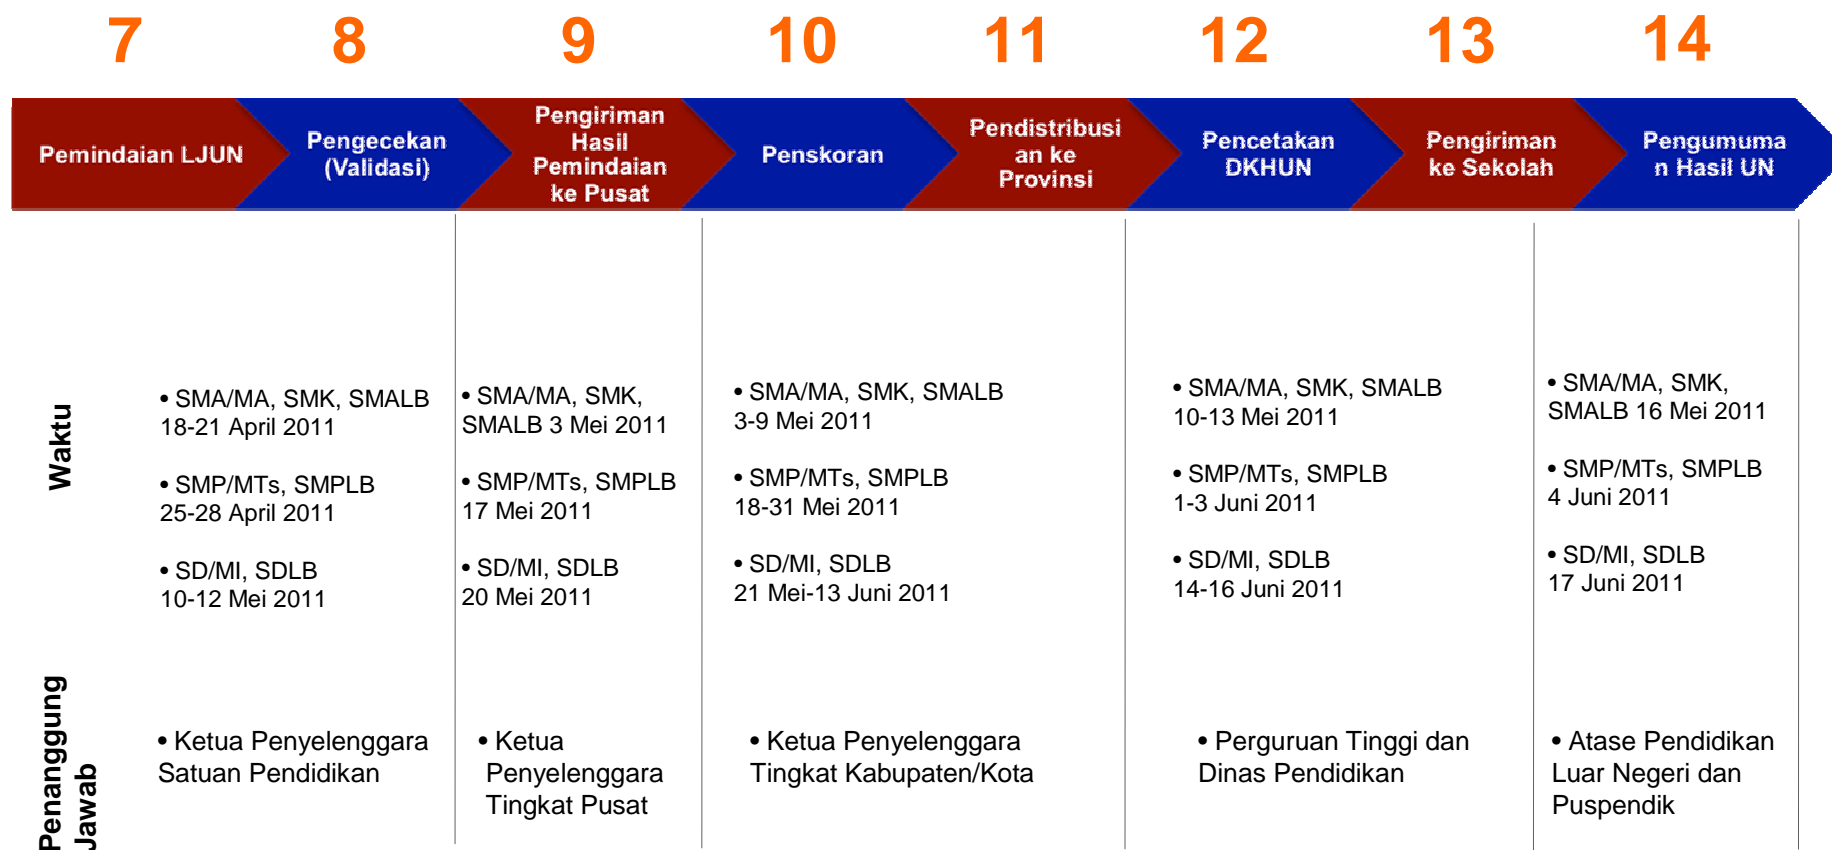 7 8 9 10 11 12 13 14
Pemindaian LJUN
Pengecekan
(Validasi)
Pengiriman
Hasil
Pemindaian
ke Pusat
Penskoran
Pendistribusi
an ke
Provinsi
Pencetakan
DKHUN
Pengiriman
ke Sekolah
Pengumuma
n Hasil UN
Waktu
• SMA/MA, SMK, SMALB
18-21 April 2011
• SMP/MTs, SMPLB
25-28 April 2011
• SD/MI, SDLB
10-12 Mei 2011
• SMA/MA, SMK,
SMALB 3 Mei 2011
• SMP/MTs, SMPLB
17 Mei 2011
• SD/MI, SDLB
20 Mei 2011
• SMA/MA, SMK, SMALB
3-9 Mei 2011
• SMP/MTs, SMPLB
18-31 Mei 2011
• SD/MI, SDLB
21 Mei-13 Juni 2011
• SMA/MA, SMK, SMALB
10-13 Mei 2011
• SMP/MTs, SMPLB
1-3 Juni 2011
• SD/MI, SDLB
14-16 Juni 2011
• SMA/MA, SMK,
SMALB 16 Mei 2011
• SMP/MTs, SMPLB
4 Juni 2011
• SD/MI, SDLB
17 Juni 2011
Penanggung
Jawab
• Ketua Penyelenggara
Satuan Pendidikan
• Ketua
Penyelenggara
Tingkat Pusat
• Ketua Penyelenggara
Tingkat Kabupaten/Kota
• Perguruan Tinggi dan
Dinas Pendidikan
• Atase Pendidikan
Luar Negeri dan
Puspendik